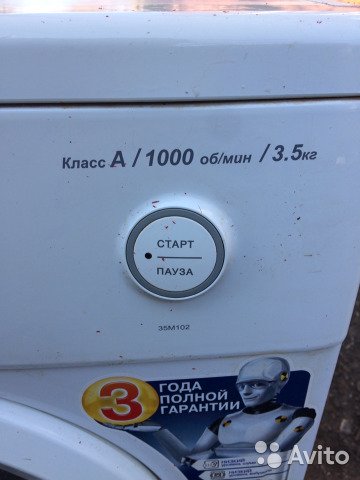 Класс A / 1000 об/мин / 3.5кг
СТАРТ
ПАУЗА
35M102
3 ГОДА
ПОЛНОЙ
ГАРАНТИИ
Avito